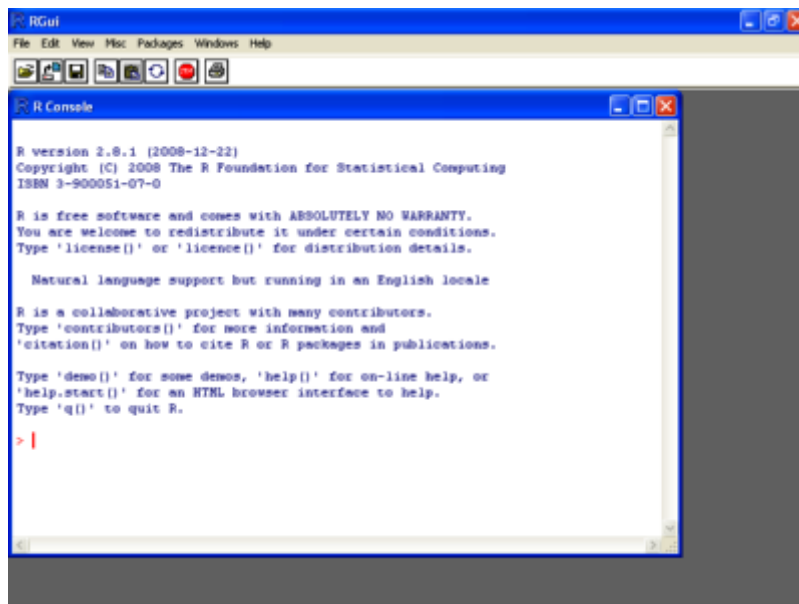 RGui
File Edit View Misc Packages Windows Help
STOP
R Console
R version 2.8.1 (2008-12-22)
Copyright (C) 2008 The R Foundation for Statistical Computing
ISBN 3-900051-07-0
R is free software and comes with ABSOLUTELY NO WARRANTY.
You are welcome to redistribute it under certain conditions.
Type 'license()' or 'licence()' for distribution details.
Natural language support but running in an English locale
R is a collaborative project with many contributors.
Type 'contributors()' for more information and
'citation()' on how to cite R or R packages in publications.
Type 'demo()' for some demos, 'help()' for on-line help, or
'help.start()' for an HTML browser interface to help.
Type 'q()' to quit R.
>